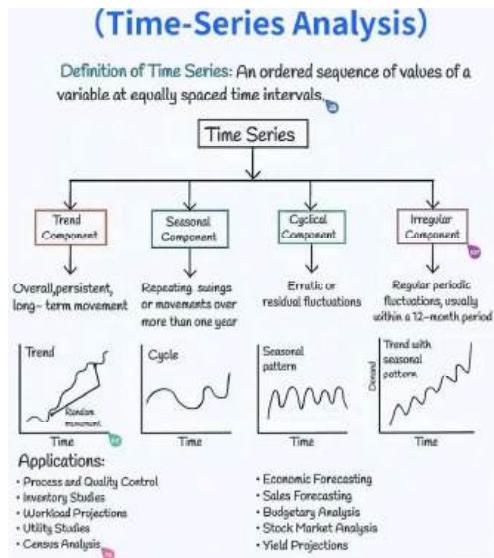 (Time-Series Analysis)
Definition of Time Series: An ordered sequence of values of a
variable at equally spaced time intervals.
Time Series
Trend
Component
Seasonal
Component
Cyclical
Component
Irregular
Component
Overall,persistent,
long-term movement
Repeating swings
or movements over
more than one year
Erratic or
residual fluctuations
Regular periodic
fluctuations, usually
within a 12-month period
Trend
Random
movement
Time
Cycle
Time
Seasonal
pattern
Time
Trend with
seasonal
pattern
Demand
Time
Applications:
• Process and Quality Control
• Inventory Studies
• Workload Projections
• Utility Studies
• Census Analysis
• Economic Forecasting
• Sales Forecasting
• Budgetary Analysis
• Stock Market Analysis
• Yield Projections